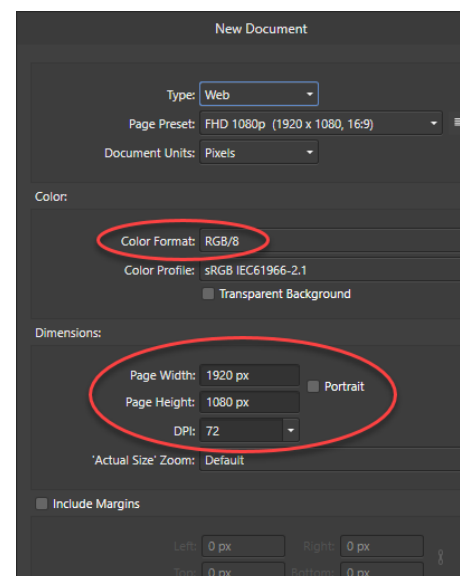 New Document
Type: Web
Page Preset: FHD 1080p (1920 x 1080, 16:9)
Document Units: Pixels
Color:
Color Format: RGB/8
Color Profile: sRGB IEC61966-2.1
Transparent Background
Dimensions:
Page Width: 1920 px
Portrait
Page Height: 1080 px
DPI: 72
'Actual Size' Zoom: Default
Include Margins
Left: 0 px Right: 0 px
Top: 0 px Bottom: 0 px